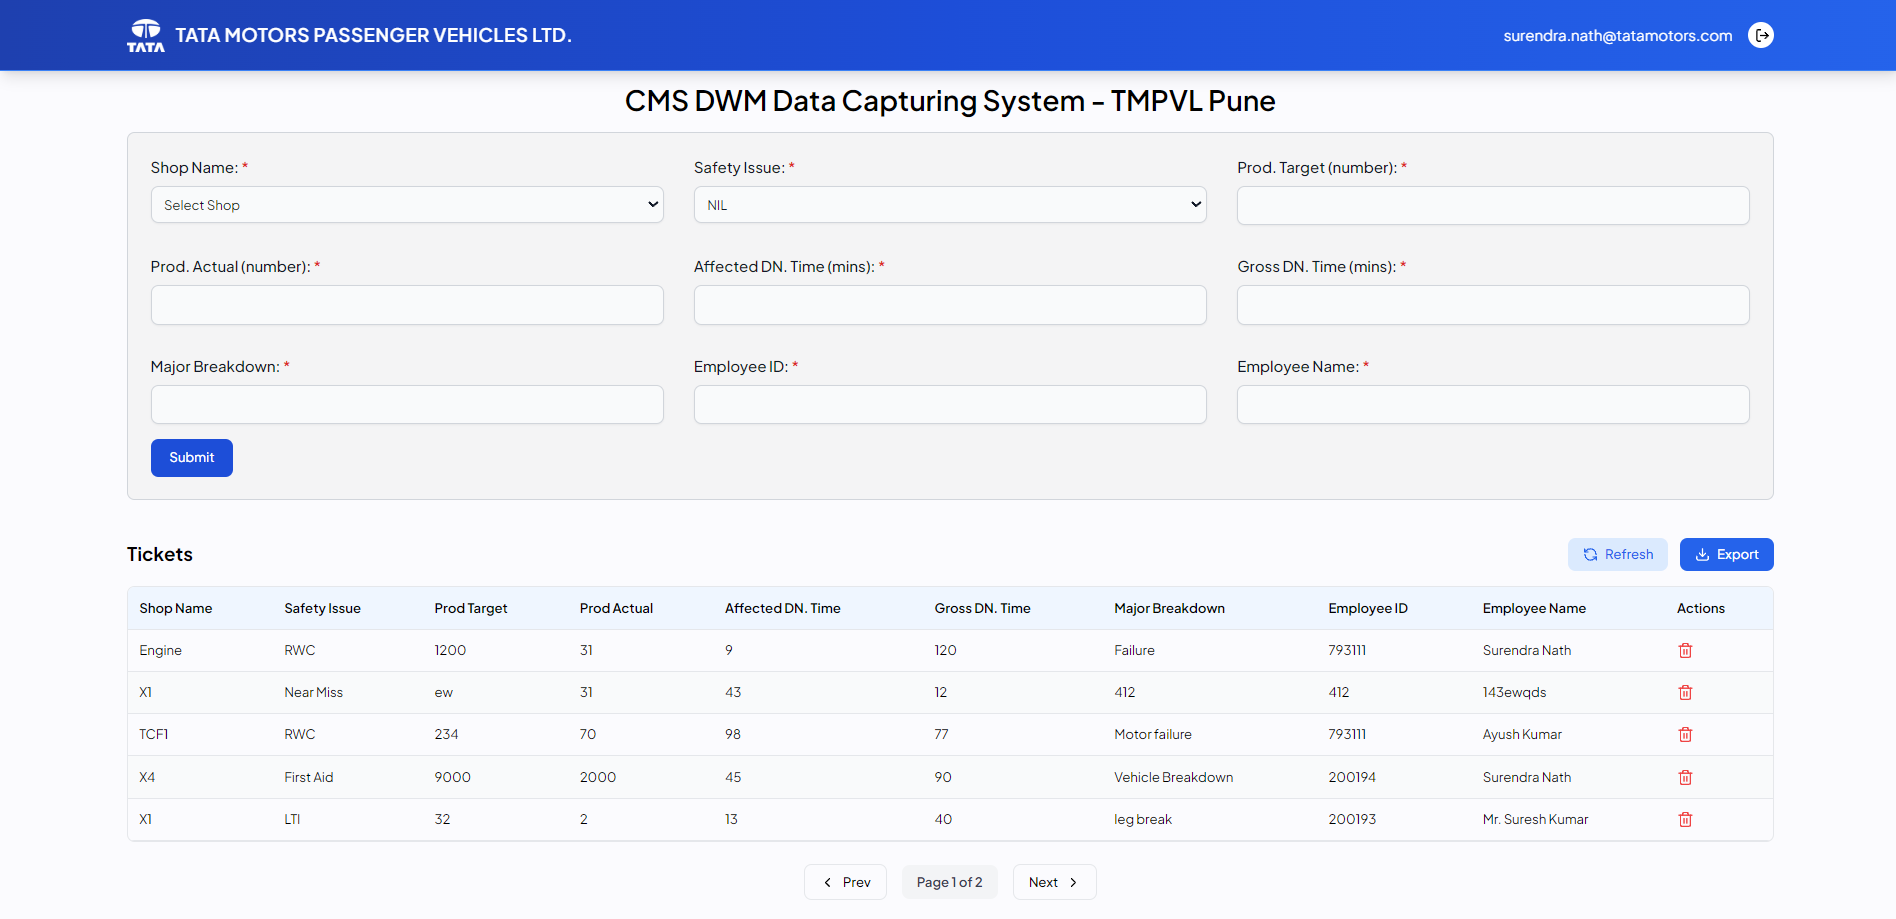 TATA
TATA MOTORS PASSENGER VEHICLES LTD.
surendra.nath@tatamotors.com
CMS DWM Data Capturing System - TMPVL Pune
Shop Name: * Safety Issue: * Prod. Target (number): *
Select Shop NIL
Prod. Actual (number): * Affected DN. Time (mins): * Gross DN. Time (mins): *
Major Breakdown: * Employee ID: * Employee Name: *
Submit
Tickets Refresh Export
Shop Name Safety Issue Prod Target Prod Actual Affected DN. Time Gross DN. Time Major Breakdown Employee ID Employee Name Actions
Engine RWC 1200 31 9 120 Failure 793111 Surendra Nath
X1 Near Miss ew 31 43 12 412 412 143ewqds
TCF1 RWC 234 70 98 77 Motor failure 793111 Ayush Kumar
X4 First Aid 9000 2000 45 90 Vehicle Breakdown 200194 Surendra Nath
X1 LTI 32 2 13 40 leg break 200193 Mr. Suresh Kumar
Prev Page 1 of 2 Next